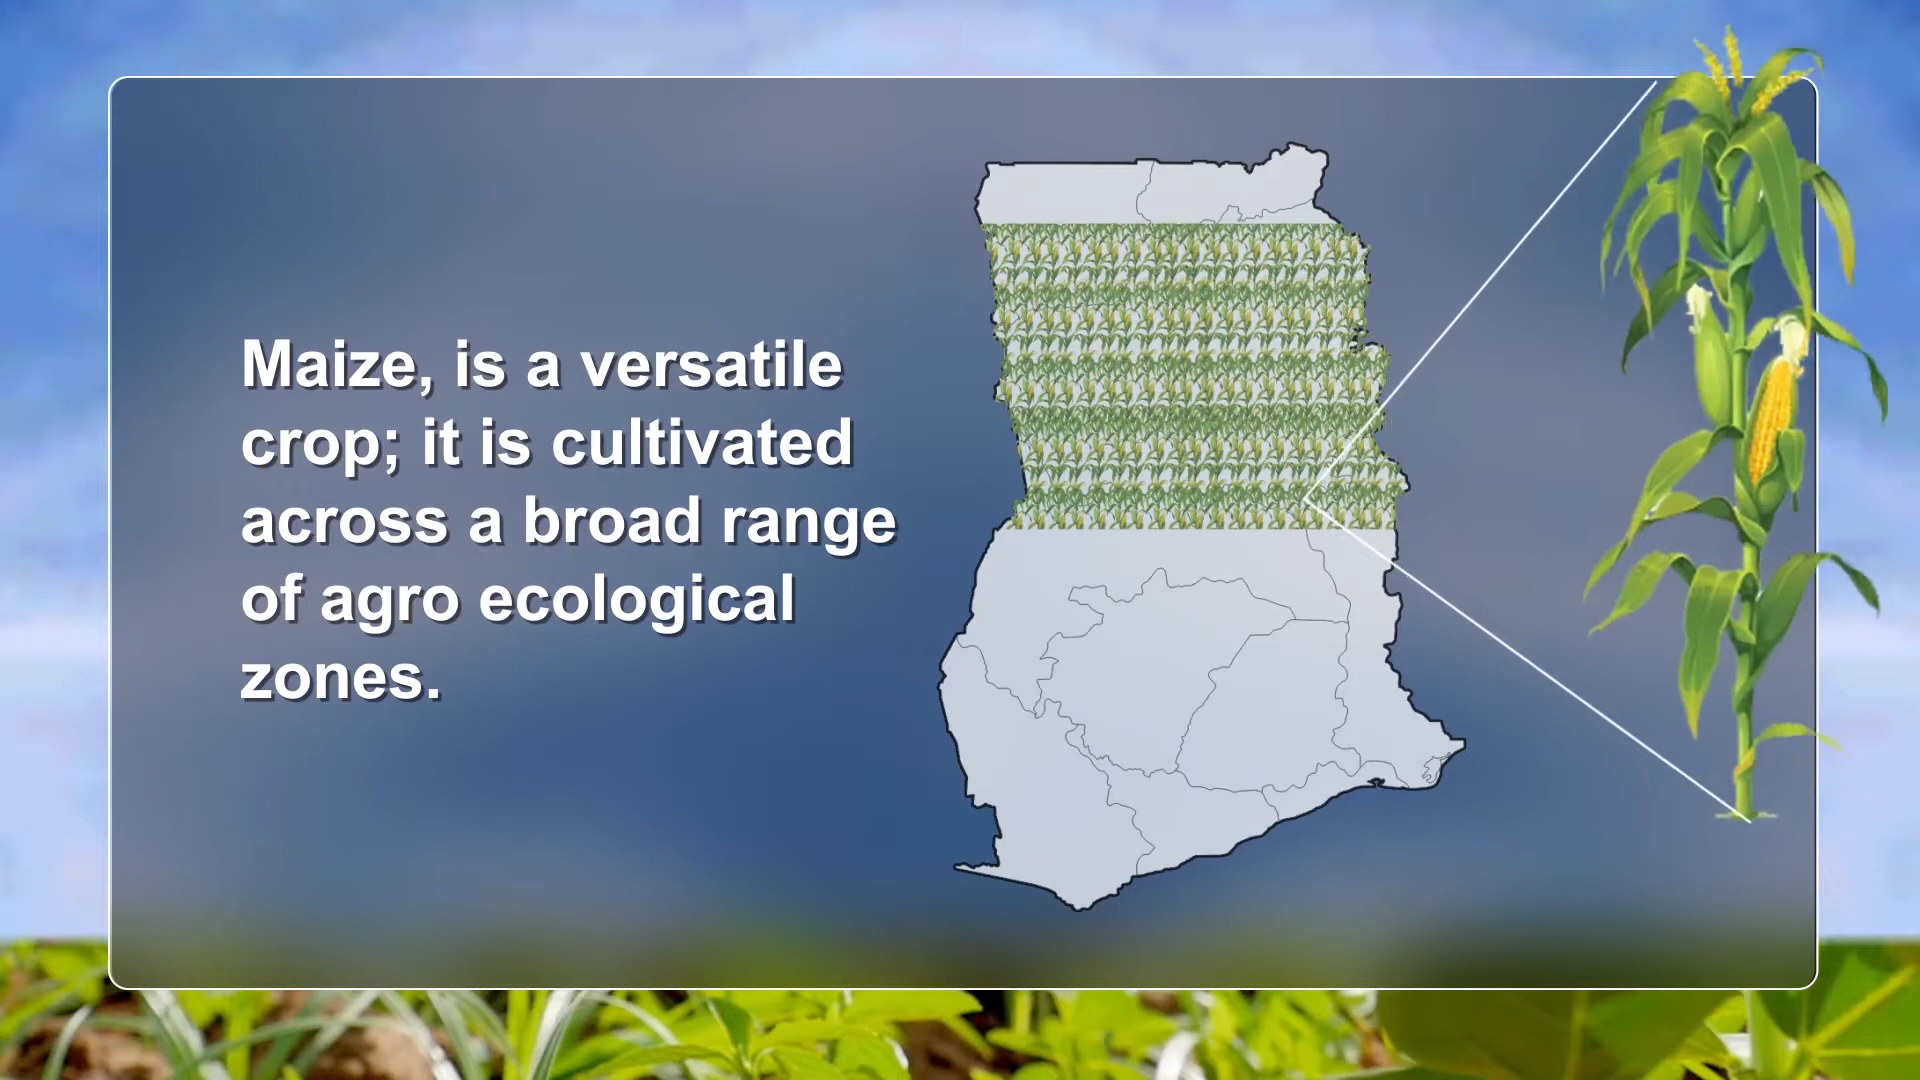 Maize, is a versatile
crop; it is cultivated
across a broad range
of agro ecological
zones.